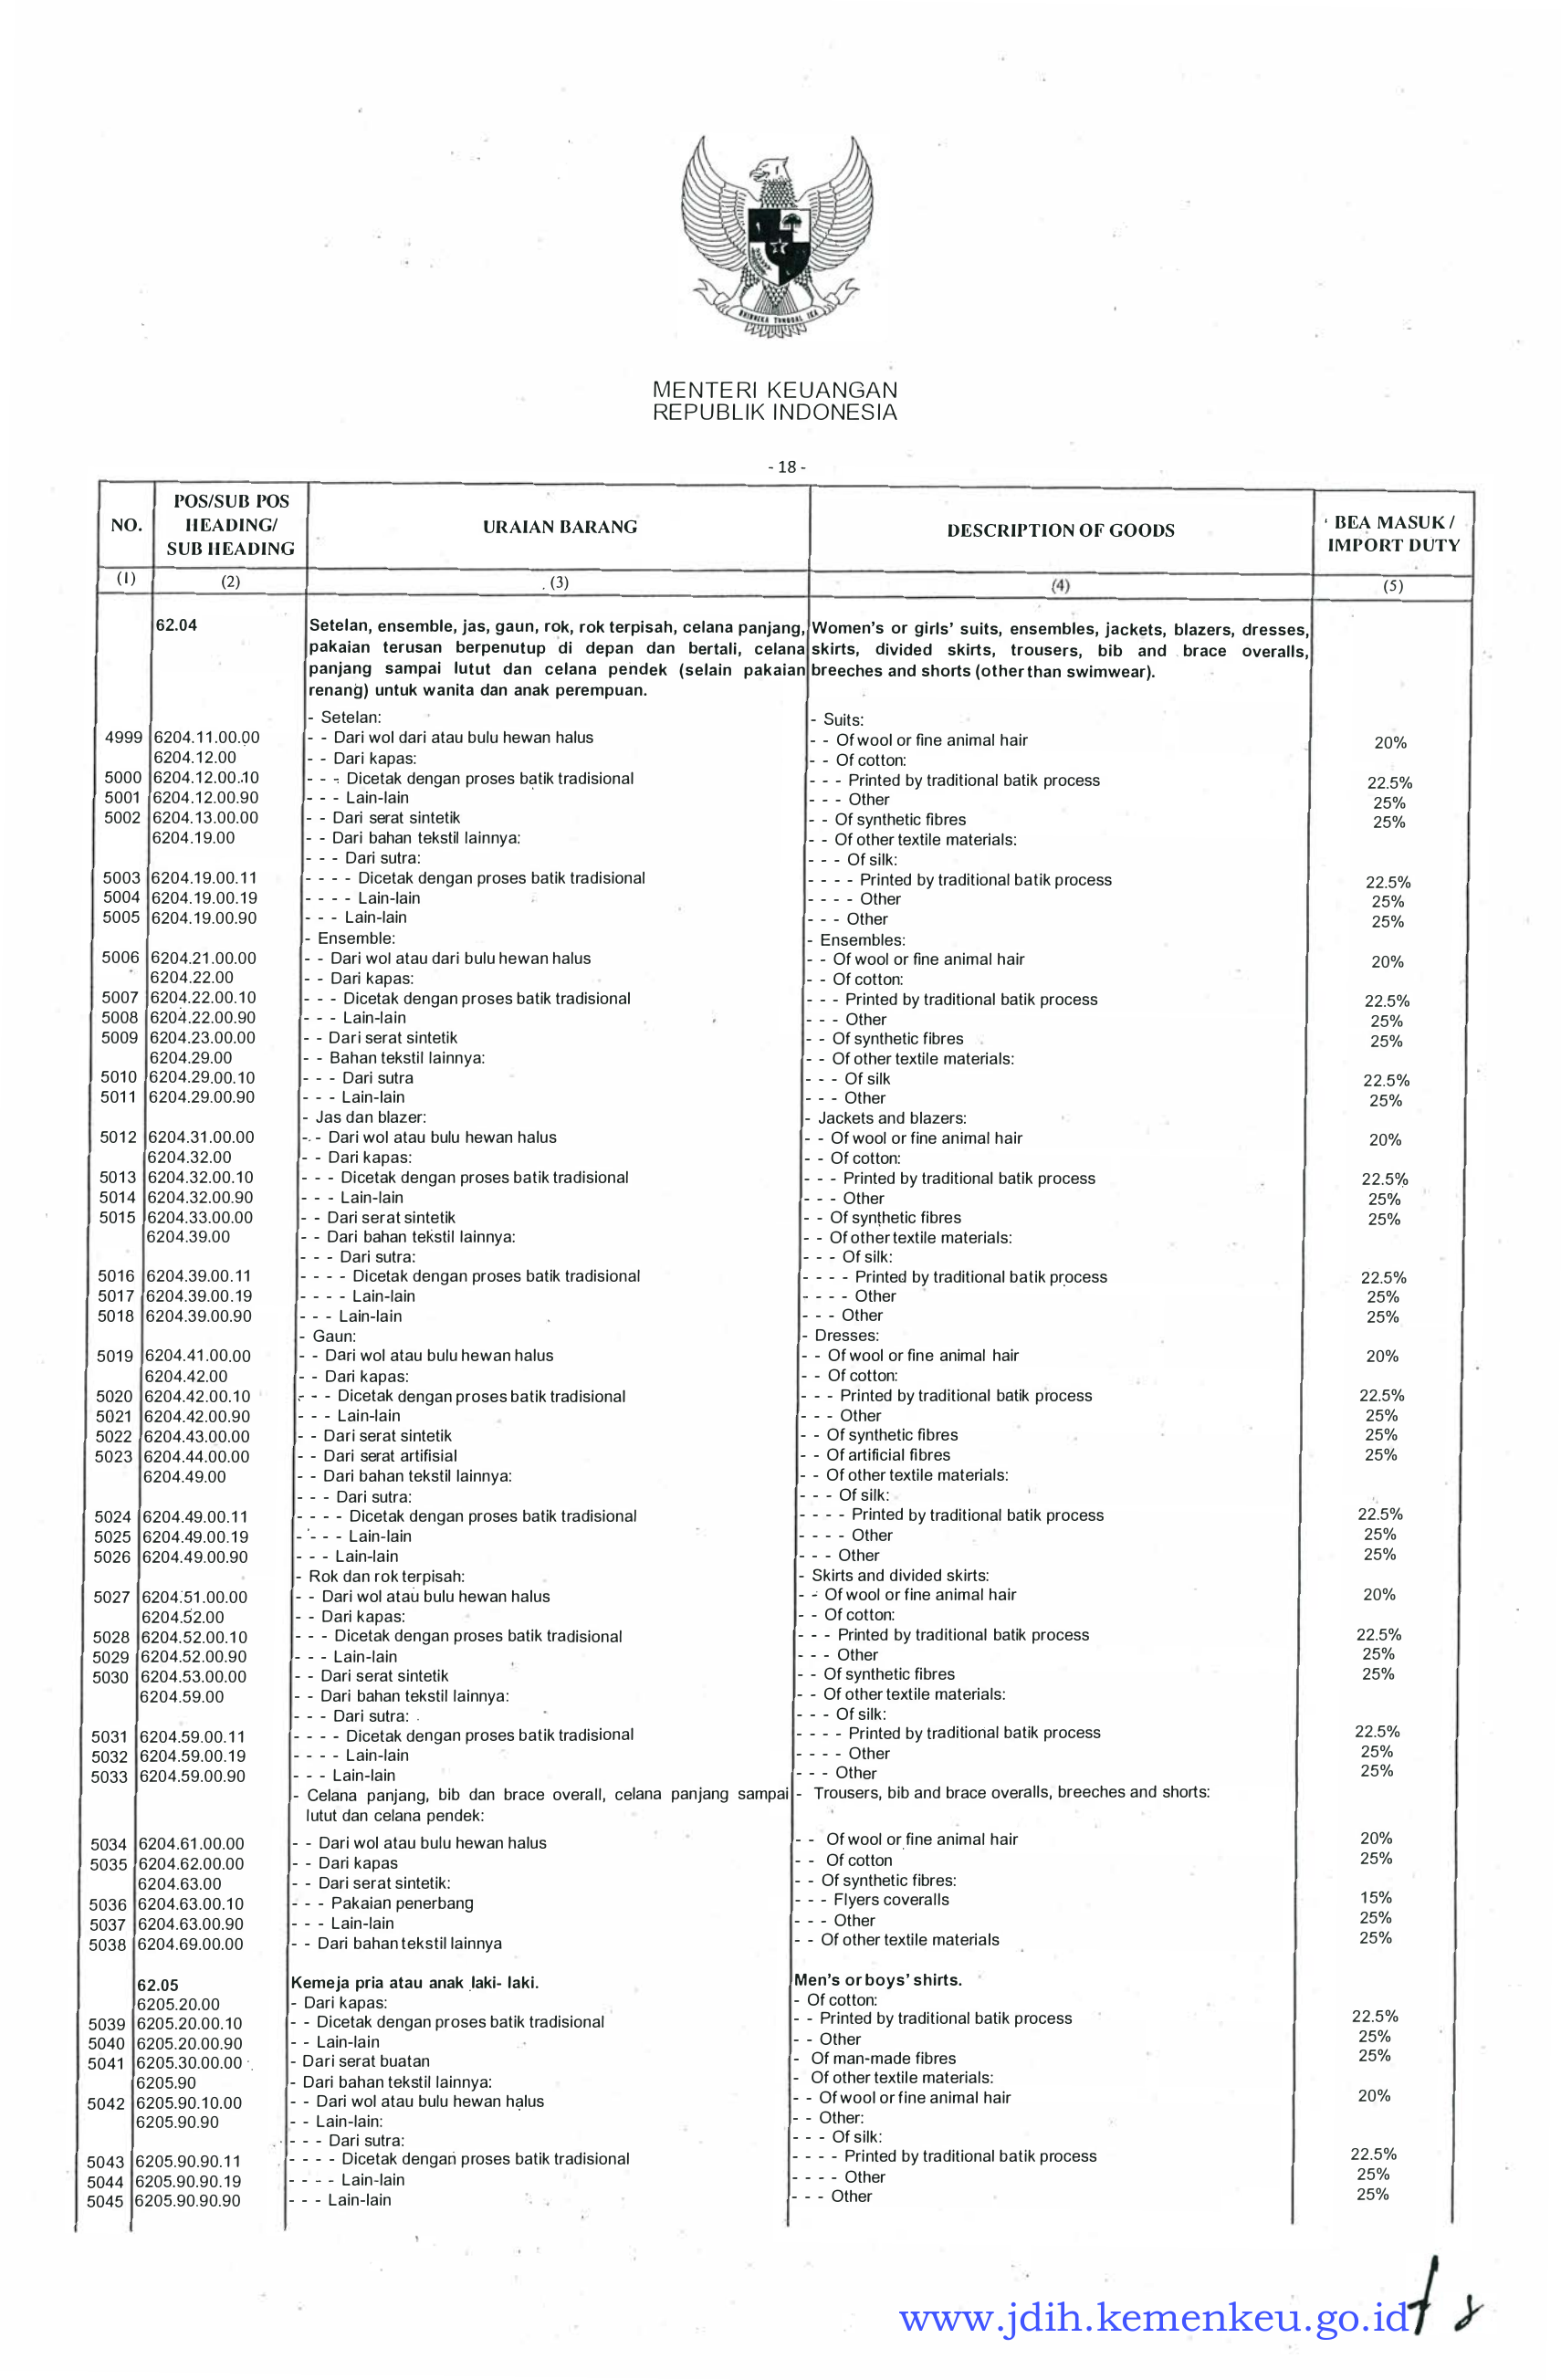 BHINNEKA TUNGGAL IKA
MENTERI KEUANGAN
REPUBLIK INDONESIA
- 18 -
NO. POS/SUB POS HEADING/ SUB HEADING URAIAN BARANG DESCRIPTION OF GOODS BEA MASUK / IMPORT DUTY
(1) (2) (3) (4) (5)
62.04 Setelan, ensemble, jas, gaun, rok, rok terpisah, celana panjang, Women's or girls' suits, ensembles, jackets, blazers, dresses,
pakaian terusan berpenutup di depan dan bertali, celana skirts, divided skirts, trousers, bib and brace overalls,
panjang sampai lutut dan celana pendek (selain pakaian breeches and shorts (other than swimwear).
renang) untuk wanita dan anak perempuan.
- Setelan: - Suits:
4999 6204.11.00.00 - - Dari wol dari atau bulu hewan halus - - Of wool or fine animal hair 20%
6204.12.00 - - Dari kapas: - - Of cotton:
5000 6204.12.00.10 - - - Dicetak dengan proses batik tradisional - - - Printed by traditional batik process 22.5%
5001 6204.12.00.90 - - - Lain-lain - - - Other 25%
5002 6204.13.00.00 - - Dari serat sintetik - - Of synthetic fibres 25%
6204.19.00 - - Dari bahan tekstil lainnya: - - Of other textile materials:
- - - Dari sutra: - - - Of silk:
5003 6204.19.00.11 - - - - Dicetak dengan proses batik tradisional - - - - Printed by traditional batik process 22.5%
5004 6204.19.00.19 - - - - Lain-lain - - - - Other 25%
5005 6204.19.00.90 - - - Lain-lain - - - Other 25%
- Ensemble: - Ensembles:
5006 6204.21.00.00 - - Dari wol atau dari bulu hewan halus - - Of wool or fine animal hair 20%
6204.22.00 - - Dari kapas: - - Of cotton:
5007 6204.22.00.10 - - - Dicetak dengan proses batik tradisional - - - Printed by traditional batik process 22.5%
5008 6204.22.00.90 - - - Lain-lain - - - Other 25%
5009 6204.23.00.00 - - Dari serat sintetik - - Of synthetic fibres 25%
6204.29.00 - - Bahan tekstil lainnya: - - Of other textile materials:
5010 6204.29.00.10 - - - Dari sutra - - - Of silk 22.5%
5011 6204.29.00.90 - - - Lain-lain - - - Other 25%
- Jas dan blazer: - Jackets and blazers:
5012 6204.31.00.00 - - Dari wol atau bulu hewan halus - - Of wool or fine animal hair 20%
6204.32.00 - - Dari kapas: - - Of cotton:
5013 6204.32.00.10 - - - Dicetak dengan proses batik tradisional - - - Printed by traditional batik process 22.5%
5014 6204.32.00.90 - - - Lain-lain - - - Other 25%
5015 6204.33.00.00 - - Dari serat sintetik - - Of synthetic fibres 25%
6204.39.00 - - Dari bahan tekstil lainnya: - - Of other textile materials:
- - - Dari sutra: - - - Of silk:
5016 6204.39.00.11 - - - - Dicetak dengan proses batik tradisional - - - - Printed by traditional batik process 22.5%
5017 6204.39.00.19 - - - - Lain-lain - - - - Other 25%
5018 6204.39.00.90 - - - Lain-lain - - - Other 25%
- Gaun: - Dresses:
5019 6204.41.00.00 - - Dari wol atau bulu hewan halus - - Of wool or fine animal hair 20%
6204.42.00 - - Dari kapas: - - Of cotton:
5020 6204.42.00.10 - - - Dicetak dengan proses batik tradisional - - - Printed by traditional batik process 22.5%
5021 6204.42.00.90 - - - Lain-lain - - - Other 25%
5022 6204.43.00.00 - - Dari serat sintetik - - Of synthetic fibres 25%
5023 6204.44.00.00 - - Dari serat artifisial - - Of artificial fibres 25%
6204.49.00 - - Dari bahan tekstil lainnya: - - Of other textile materials:
- - - Dari sutra: - - - Of silk:
5024 6204.49.00.11 - - - - Dicetak dengan proses batik tradisional - - - - Printed by traditional batik process 22.5%
5025 6204.49.00.19 - - - - Lain-lain - - - - Other 25%
5026 6204.49.00.90 - - - Lain-lain - - - Other 25%
- Rok dan rok terpisah: - Skirts and divided skirts:
5027 6204.51.00.00 - - Dari wol atau bulu hewan halus - - Of wool or fine animal hair 20%
6204.52.00 - - Dari kapas: - - Of cotton:
5028 6204.52.00.10 - - - Dicetak dengan proses batik tradisional - - - Printed by traditional batik process 22.5%
5029 6204.52.00.90 - - - Lain-lain - - - Other 25%
5030 6204.53.00.00 - - Dari serat sintetik - - Of synthetic fibres 25%
6204.59.00 - - Dari bahan tekstil lainnya: - - Of other textile materials:
- - - Dari sutra: - - - Of silk:
5031 6204.59.00.11 - - - - Dicetak dengan proses batik tradisional - - - - Printed by traditional batik process 22.5%
5032 6204.59.00.19 - - - - Lain-lain - - - - Other 25%
5033 6204.59.00.90 - - - Lain-lain - - - Other 25%
- Celana panjang, bib dan brace overall, celana panjang sampai - Trousers, bib and brace overalls, breeches and shorts:
lutut dan celana pendek:
5034 6204.61.00.00 - - Dari wol atau bulu hewan halus - - Of wool or fine animal hair 20%
5035 6204.62.00.00 - - Dari kapas - - Of cotton 25%
6204.63.00 - - Dari serat sintetik: - - Of synthetic fibres:
5036 6204.63.00.10 - - - Pakaian penerbang - - - Flyers coveralls 15%
5037 6204.63.00.90 - - - Lain-lain - - - Other 25%
5038 6204.69.00.00 - - Dari bahan tekstil lainnya - - Of other textile materials 25%
62.05 Kemeja pria atau anak laki- laki. Men's or boys' shirts.
6205.20.00 - Dari kapas: - Of cotton:
5039 6205.20.00.10 - - Dicetak dengan proses batik tradisional - - Printed by traditional batik process 22.5%
5040 6205.20.00.90 - - Lain-lain - - Other 25%
5041 6205.30.00.00 - Dari serat buatan - Of man-made fibres 25%
6205.90 - Dari bahan tekstil lainnya: - Of other textile materials:
5042 6205.90.10.00 - - Dari wol atau bulu hewan halus - - Of wool or fine animal hair 20%
6205.90.90 - - Lain-lain: - - Other:
- - - Dari sutra: - - - Of silk:
5043 6205.90.90.11 - - - - Dicetak dengan proses batik tradisional - - - - Printed by traditional batik process 22.5%
5044 6205.90.90.19 - - - - Lain-lain - - - - Other 25%
5045 6205.90.90.90 - - - Lain-lain - - - Other 25%
www.jdih.kemenkeu.go.id